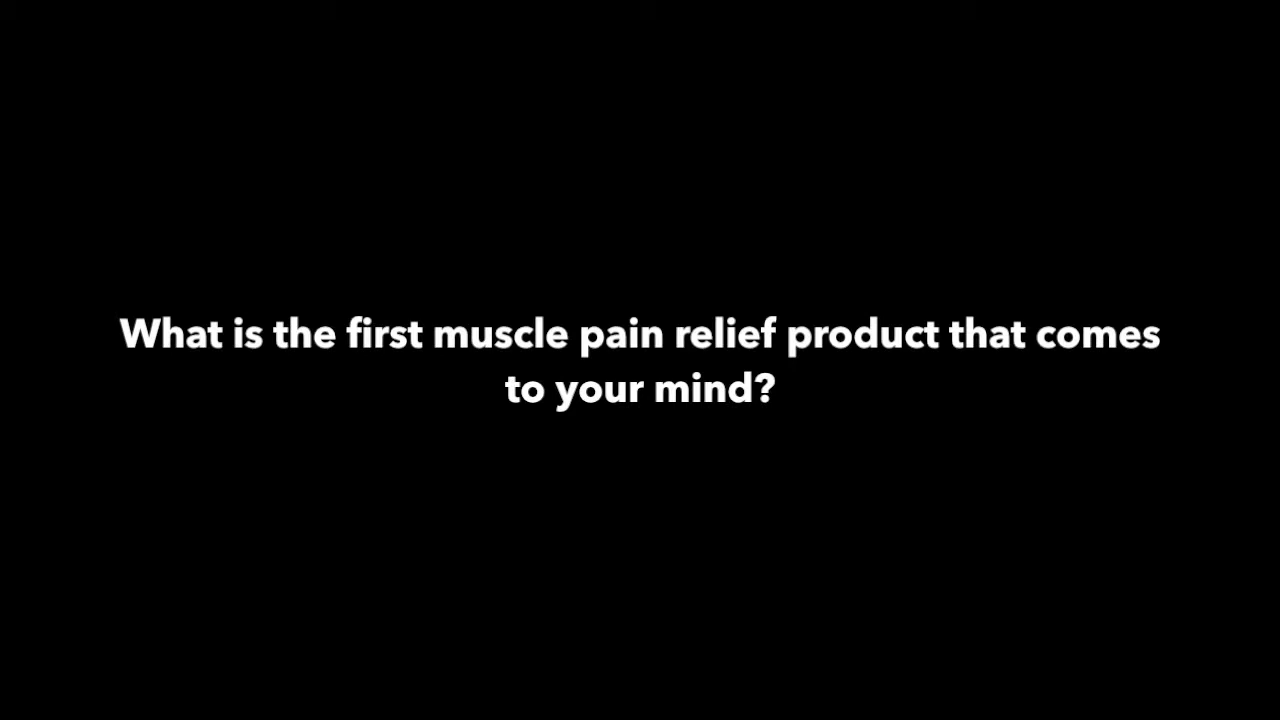 What is the first muscle pain relief product that comes
to your mind?